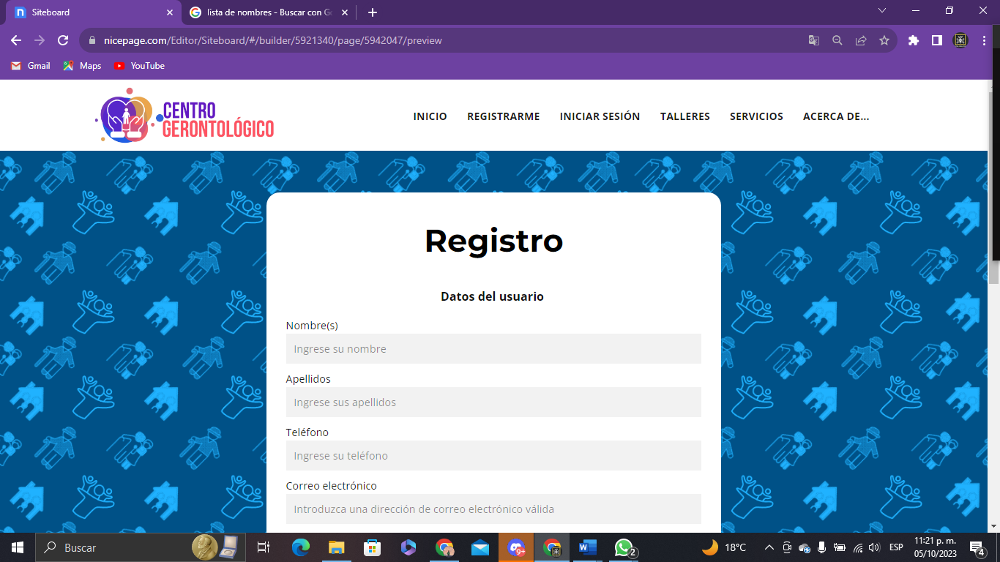 Siteboard
lista de nombres - Buscar con G
nicepage.com/Editor/Siteboard/#/builder/5921340/page/5942047/preview
Gmail Maps YouTube
CENTRO
GERONTOLÓGICO
INICIO REGISTRARME INICIAR SESIÓN TALLERES SERVICIOS ACERCA DE...
Registro
Datos del usuario
Nombre(s)
Ingrese su nombre
Apellidos
Ingrese sus apellidos
Teléfono
Ingrese su teléfono
Correo electrónico
Introduzca una dirección de correo electrónico válida
Buscar
9+
2
18°C
ESP
11:21 p. m.
05/10/2023
4